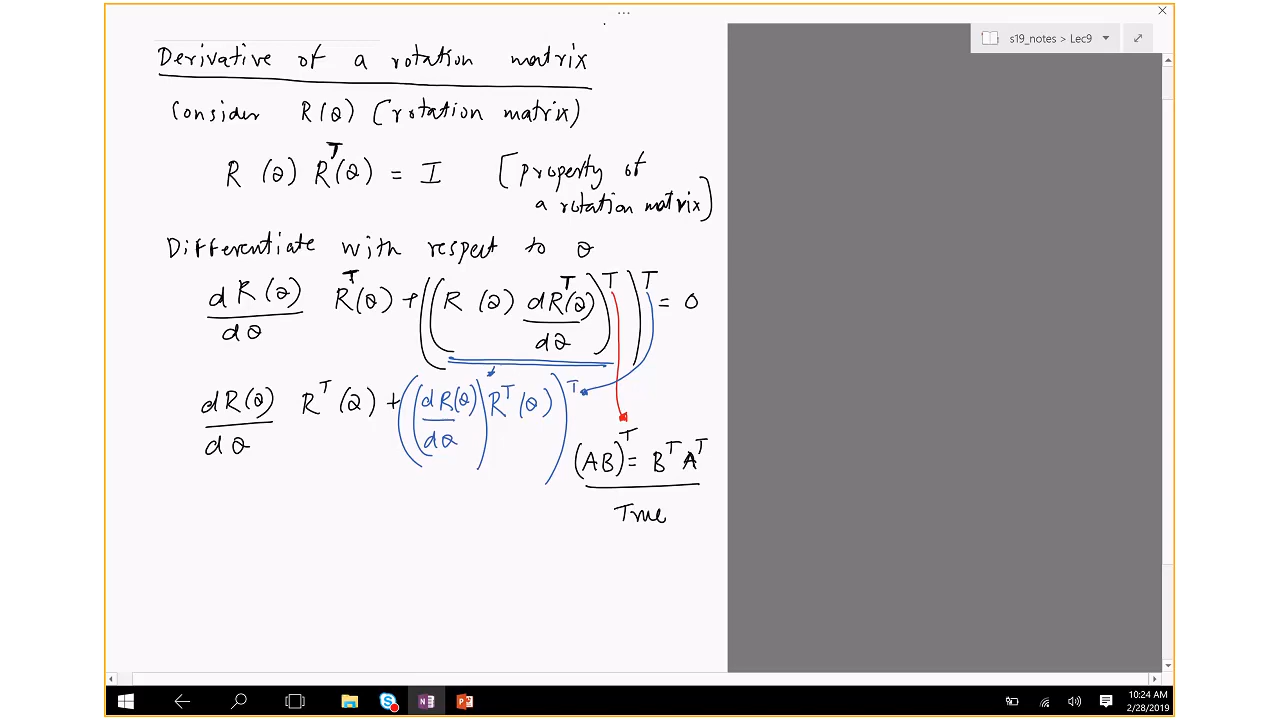 s19_notes > Lec9
Derivative of a rotation matrix
Consider R(θ) [rotation matrix)
R (θ) R^T(θ) = I [property of
a rotation matrix]
Differentiate with respect to θ
dR(θ)/dθ R^T(θ) + ((R (θ) dR^T(θ)/dθ)^T)^T = 0
dR(θ)/dθ R^T(θ) + ((dR(θ)/dθ) R^T(θ))^T
(AB)^T = B^T A^T
True
10:24 AM
2/28/2019